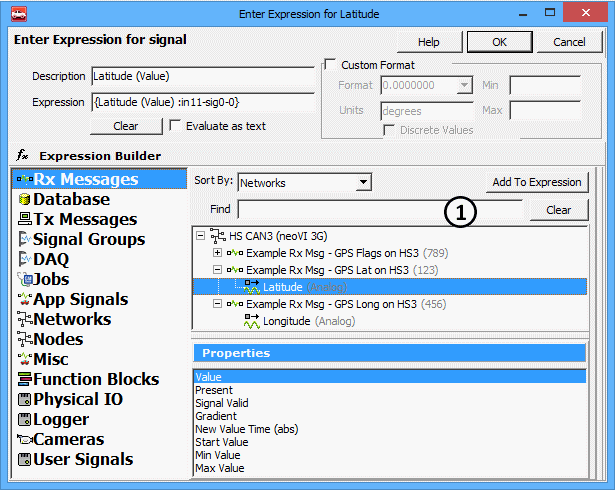 Enter Expression for Latitude
Enter Expression for signal
Help
OK
Cancel
Description
Latitude (Value)
Expression
{Latitude (Value) :in11-sig0-0}
Clear
Evaluate as text
Custom Format
Format
0.0000000
Min
Units
degrees
Max
Discrete Values
fx Expression Builder
Rx Messages
Database
Tx Messages
Signal Groups
DAQ
Jobs
App Signals
Networks
Nodes
Misc
Function Blocks
Physical IO
Logger
Cameras
User Signals
Sort By:
Networks
Add To Expression
Find
1
Clear
HS CAN3 (neoVI 3G)
Example Rx Msg - GPS Flags on HS3 (789)
Example Rx Msg - GPS Lat on HS3 (123)
Latitude (Analog)
Example Rx Msg - GPS Long on HS3 (456)
Longitude (Analog)
Properties
Value
Present
Signal Valid
Gradient
New Value Time (abs)
Start Value
Min Value
Max Value